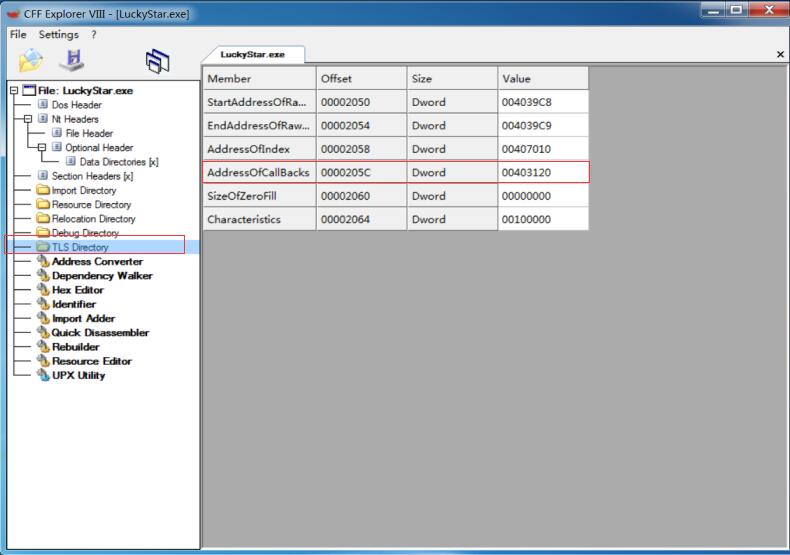 CFF Explorer VIII - [LuckyStar.exe]
File Settings ?
LuckyStar.exe
File: LuckyStar.exe
Dos Header
Nt Headers
File Header
Optional Header
Data Directories [x]
Section Headers [x]
Import Directory
Resource Directory
Relocation Directory
Debug Directory
TLS Directory
Address Converter
Dependency Walker
Hex Editor
Identifier
Import Adder
Quick Disassembler
Rebuilder
Resource Editor
UPX Utility
Member Offset Size Value
StartAddressOfRa... 00002050 Dword 004039C8
EndAddressOfRaw... 00002054 Dword 004039C9
AddressOfIndex 00002058 Dword 00407010
AddressOfCallBacks 0000205C Dword 00403120
SizeOfZeroFill 00002060 Dword 00000000
Characteristics 00002064 Dword 00100000